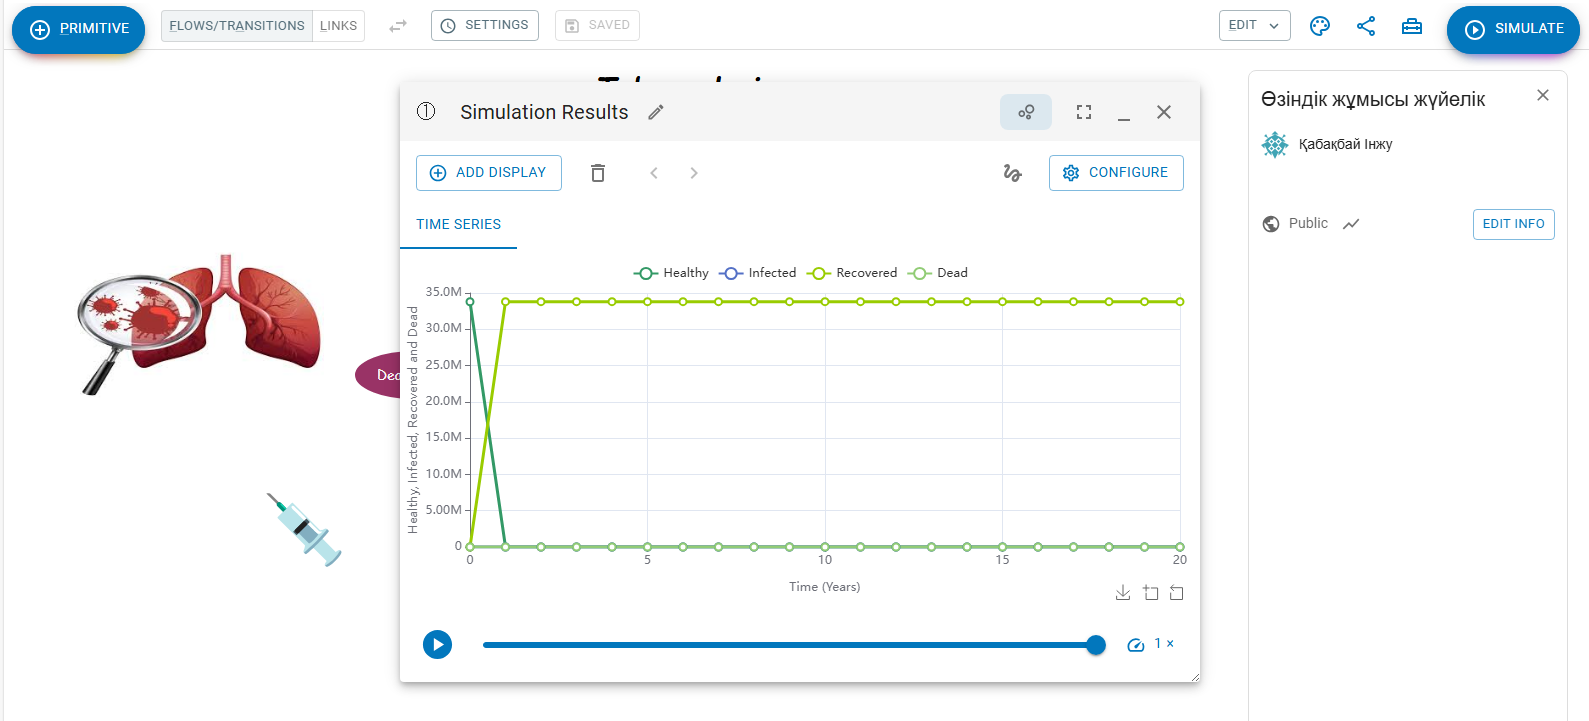 PRIMITIVE
FLOWS/TRANSITIONS LINKS
SETTINGS
SAVED
EDIT
SIMULATE
① Simulation Results
ADD DISPLAY
CONFIGURE
TIME SERIES
Healthy Infected Recovered Dead
Healthy, Infected, Recovered and Dead
35.0M
30.0M
25.0M
20.0M
15.0M
10.0M
5.00M
0
0 5 10 15 20
Time (Years)
1 ×
Өзіндік жұмысы жүйелік
Қабақбай Інжу
Public
EDIT INFO